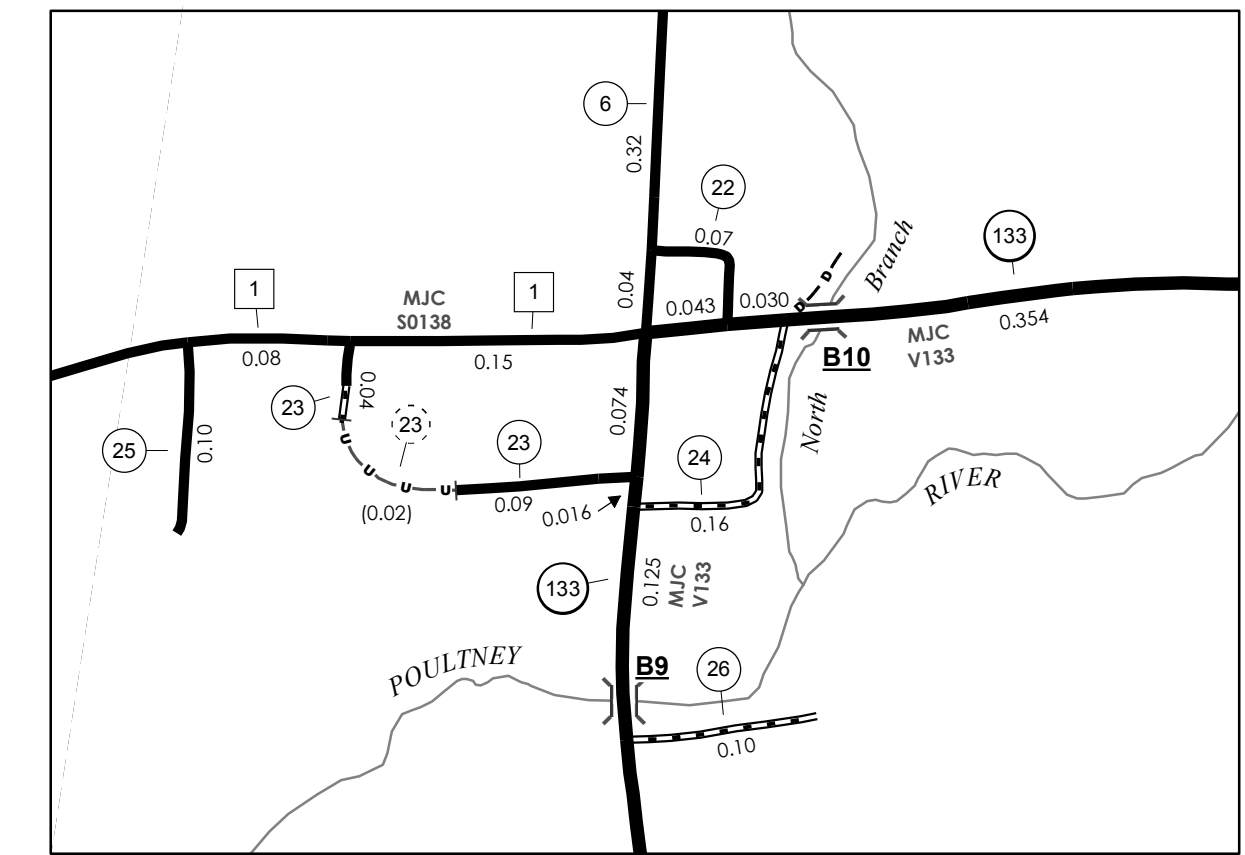 6
0.32
22
0.07
133
Branch
1
1
MJC
S0138
0.04
0.043
0.030
0.354
MJC
V133
B10
0.08
0.15
0.04
23
23
0.074
North
25
0.10
23
24
RIVER
U
U
U
U
D
D
(0.02)
0.09
0.016
0.16
133
0.125
MJC
V133
POULTNEY
B9
26
0.10